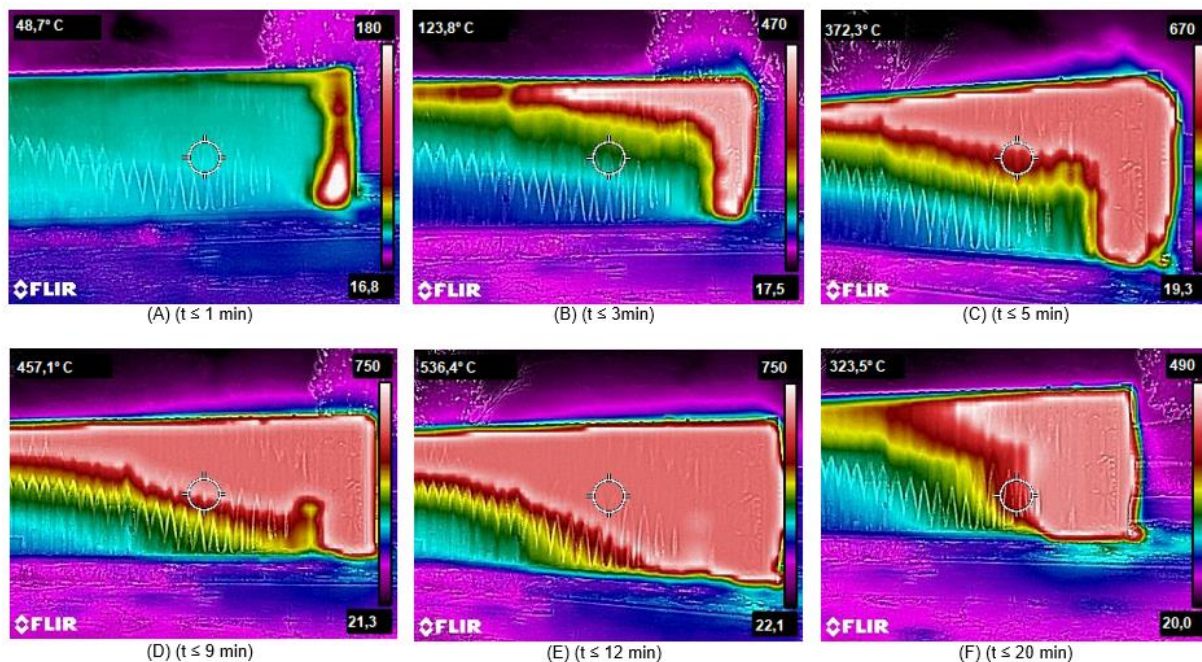 48,7° C 180
123,8° C 470
372,3° C 670
16,8
17,5
19,3
FLIR
FLIR
FLIR
(A) (t ≤ 1 min)
(B) (t ≤ 3min)
(C) (t ≤ 5 min)
457,1° C 750
536,4° C 750
323,5° C 490
21,3
22,1
20,0
FLIR
FLIR
FLIR
(D) (t ≤ 9 min)
(E) (t ≤ 12 min)
(F) (t ≤ 20 min)